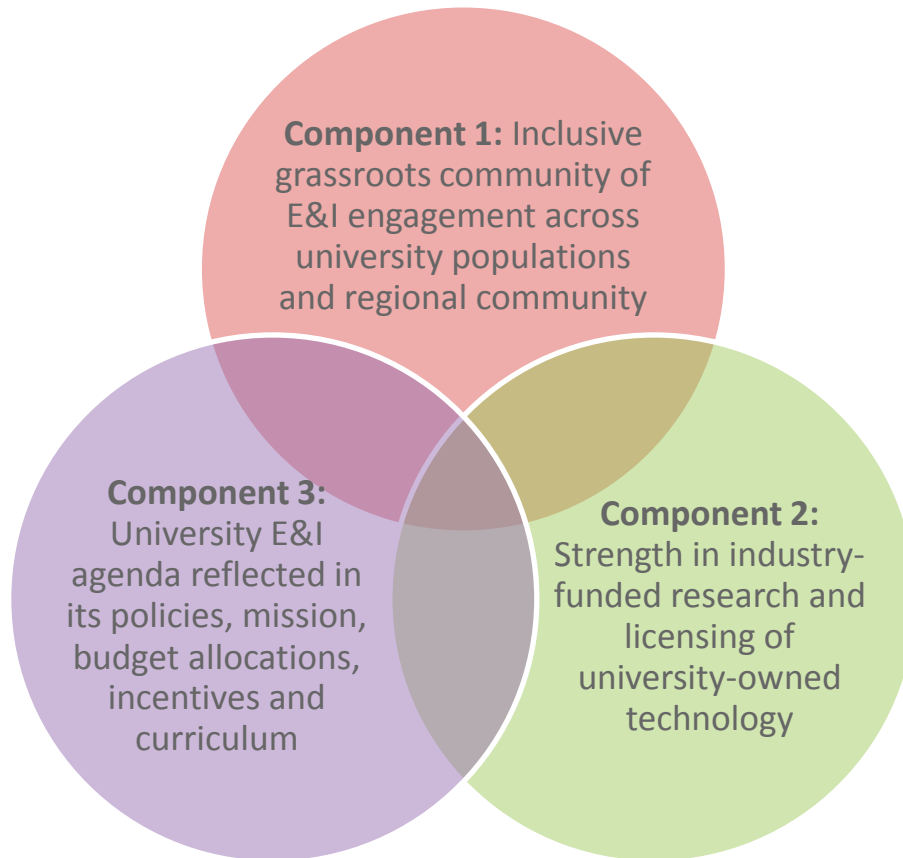 Component 1: Inclusive
grassroots community of
E&I engagement across
university populations
and regional community
Component 3:
University E&I
agenda reflected in
its policies, mission,
budget allocations,
incentives and
curriculum
Component 2:
Strength in industry-
funded research and
licensing of
university-owned
technology